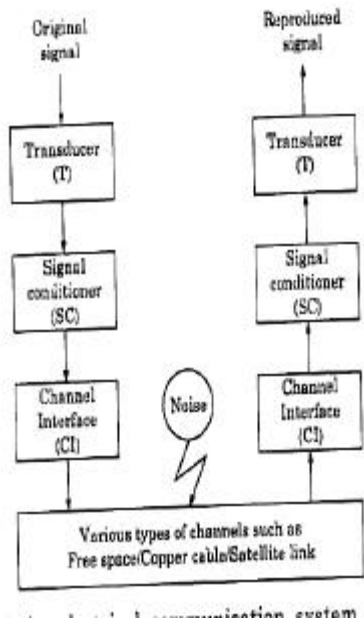 Original
signal
Transducer
(T)
Signal
conditioner
(SC)
Channel
Interface
(CI)
Noise
Reproduced
signal
Transducer
(T)
Signal
conditioner
(SC)
Channel
Interface
(CI)
Various types of channels such as
Free space/Copper cable/Satellite link
communication system